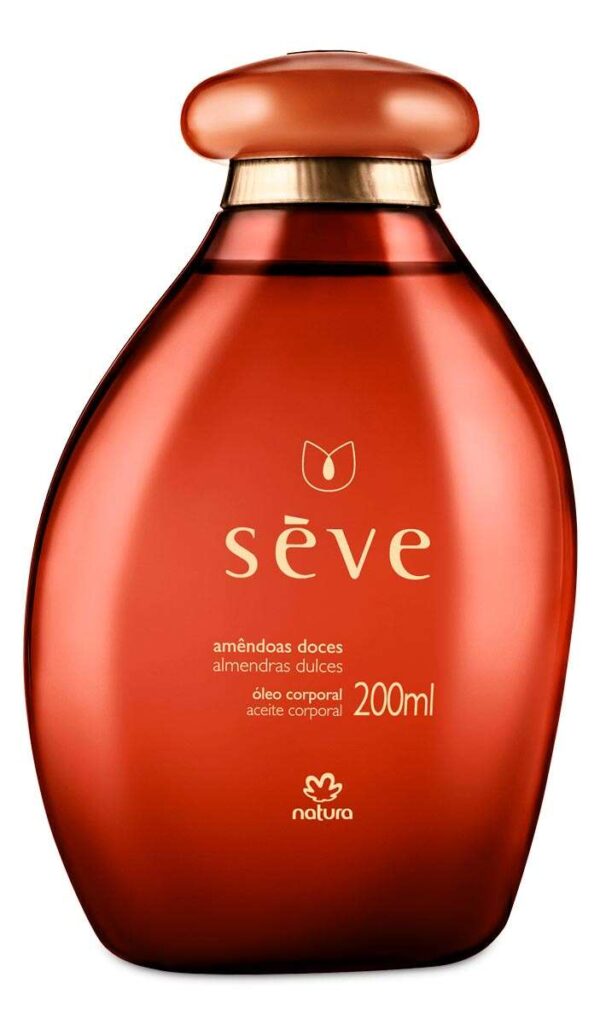 sēve
amêndoas doces
almendras dulces
óleo corporal 200ml
aceite corporal
natura